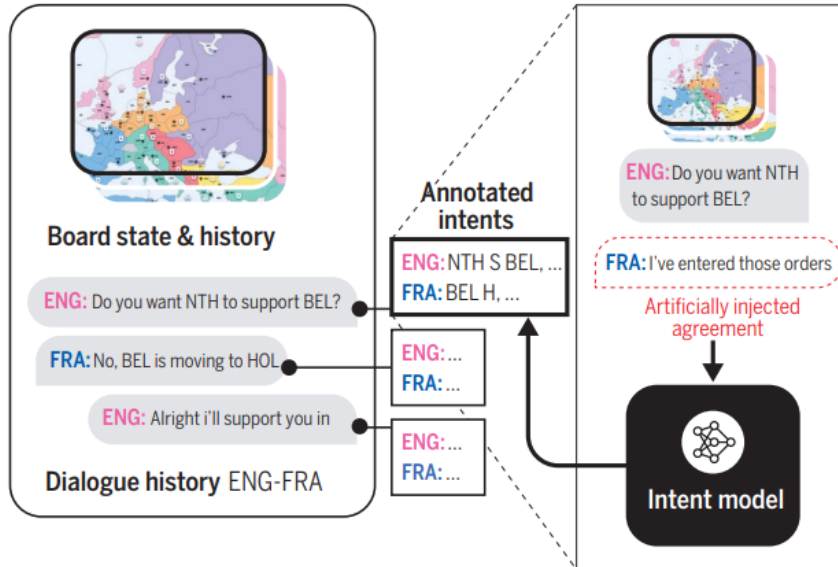 Board state & history
ENG: Do you want NTH to support BEL?
FRA: No, BEL is moving to HOL
ENG: Alright i'll support you in
Dialogue history ENG-FRA
Annotated
intents
ENG: NTH S BEL, ...
FRA: BEL H, ...
ENG: ...
FRA: ...
ENG: ...
FRA: ...
ENG: Do you want NTH
to support BEL?
FRA: I've entered those orders
Artificially injected
agreement
Intent model